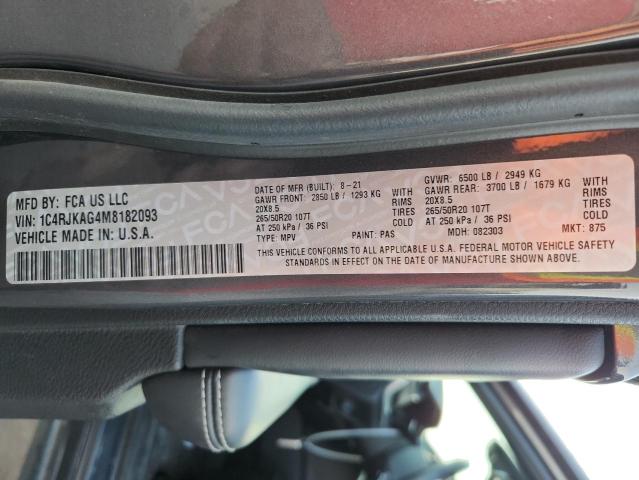 MFD BY: FCA US LLC
VIN: 1C4RJKAG4M8182093
VEHICLE MADE IN: U.S.A.
DATE OF MFR (BUILT): 8-21
GAWR FRONT: 2850 LB / 1293 KG WITH
20X8.5 RIMS
265/50R20 107T TIRES
AT 250 kPa / 36 PSI COLD
TYPE: MPV PAINT: PAS
GVWR: 6500 LB / 2949 KG
GAWR REAR: 3700 LB / 1679 KG WITH
20X8.5 RIMS
265/50R20 107T TIRES
AT 250 kPa / 36 PSI COLD
MDH: 082303 MKT: 875
THIS VEHICLE CONFORMS TO ALL APPLICABLE U.S.A. FEDERAL MOTOR VEHICLE SAFETY
STANDARDS IN EFFECT ON THE DATE OF MANUFACTURE SHOWN ABOVE.